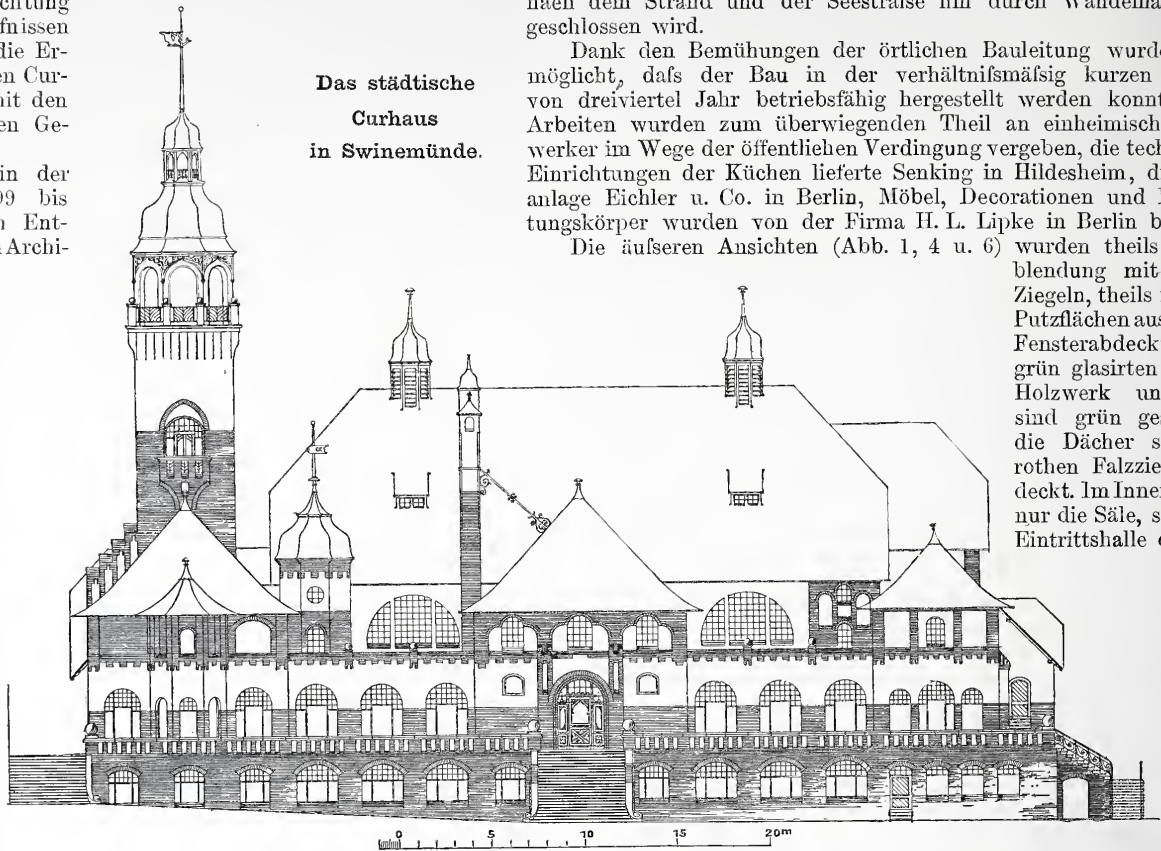 chtung
fnissen
die Er-
en Cur-
mit den
en Ge-
in der
99 bis
Ent-
Archi-
Das städtische
Curhaus
in Swinemünde.
nach dem Strand und der Seestraſse hin durch Wandelha
geschlossen wird.
Dank den Bemühungen der örtlichen Bauleitung wurde
möglicht, daſs der Bau in der verhältniſsmäſsig kurzen
von dreiviertel Jahr betriebsfähig hergestellt werden konnt
Arbeiten wurden zum überwiegenden Theil an einheimisch
werker im Wege der öffentlichen Verdingung vergeben, die tech
Einrichtungen der Küchen lieferte Senking in Hildesheim, di
anlage Eichler u. Co. in Berlin, Möbel, Decorationen und
tungskörper wurden von der Firma H. L. Lipke in Berlin b
Die äuſseren Ansichten (Abb. 1, 4 u. 6) wurden theils
blendung mit
Ziegeln, theils
Putzflächen aus
Fensterabdeck
grün glasirten
Holzwerk un
sind grün ge
die Dächer s
rothen Falzzie
deckt. Im Inne
nur die Säle, s
Eintrittshalle
0 5 10 15 20m